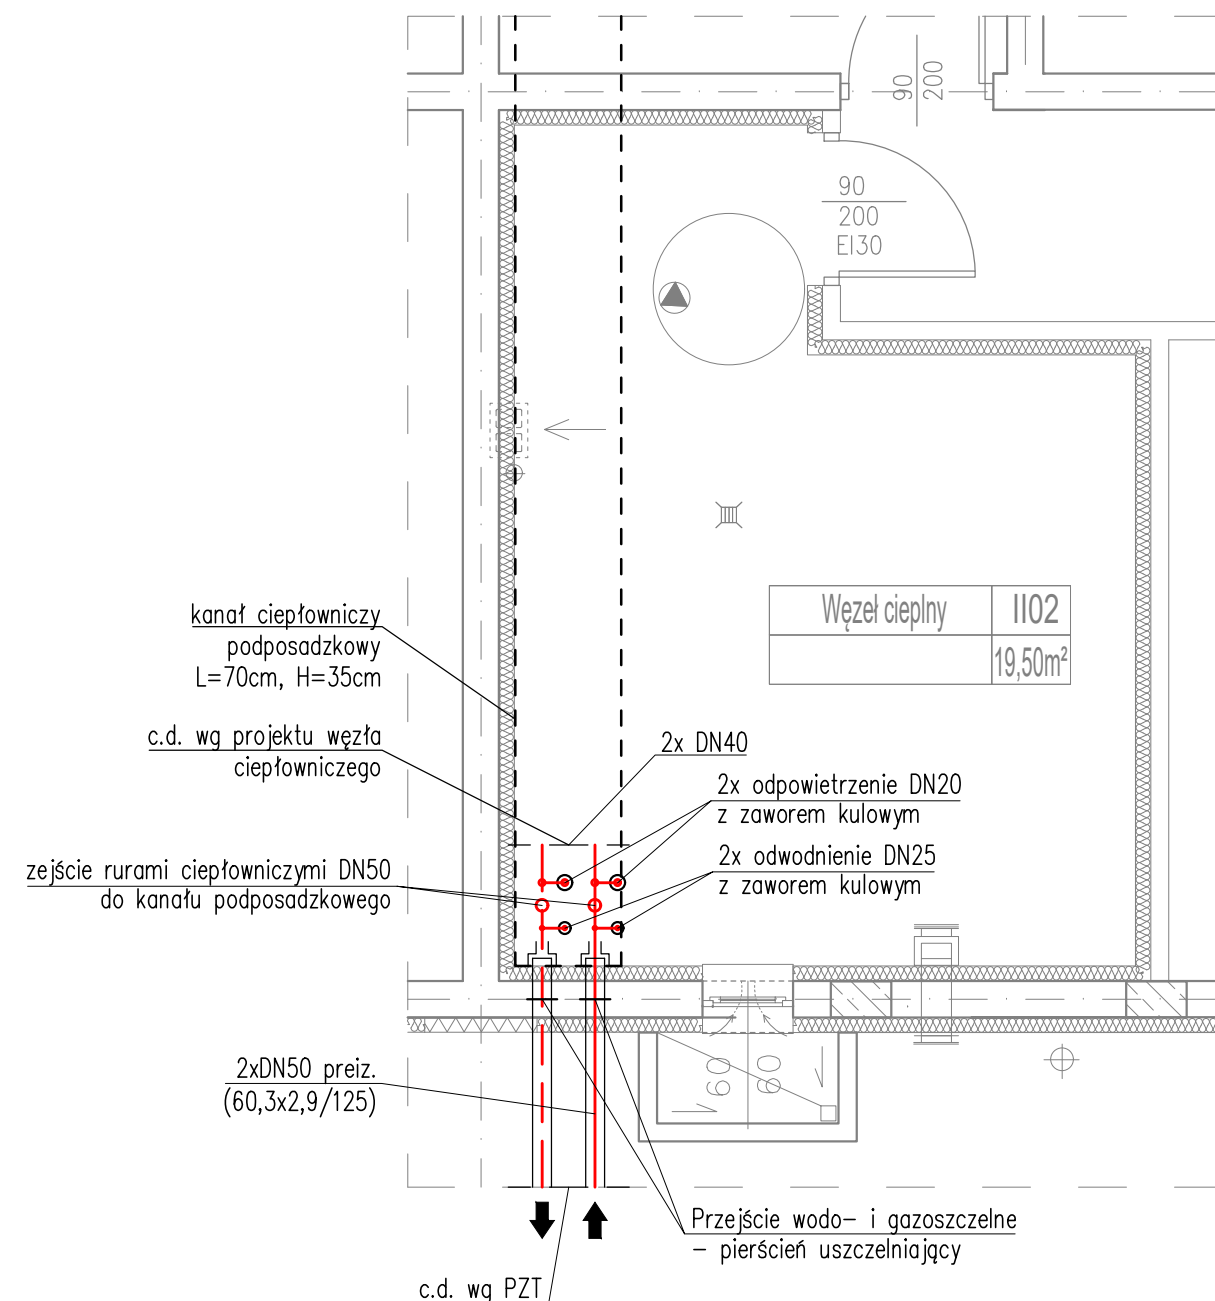 90
200
90
200
EI30
Węzeł cieplny
II02
19,50m²
kanał ciepłowniczy
podposadzkowy
L=70cm, H=35cm
c.d. wg projektu węzła
ciepłowniczego
2x DN40
2x odpowietrzenie DN20
z zaworem kulowym
2x odwodnienie DN25
z zaworem kulowym
zejście rurami ciepłowniczymi DN50
do kanału podposadzkowego
2xDN50 preiz.
(60,3x2,9/125)
60
60
Przejście wodo– i gazoszczelne
– pierścień uszczelniający
c.d. wg PZT